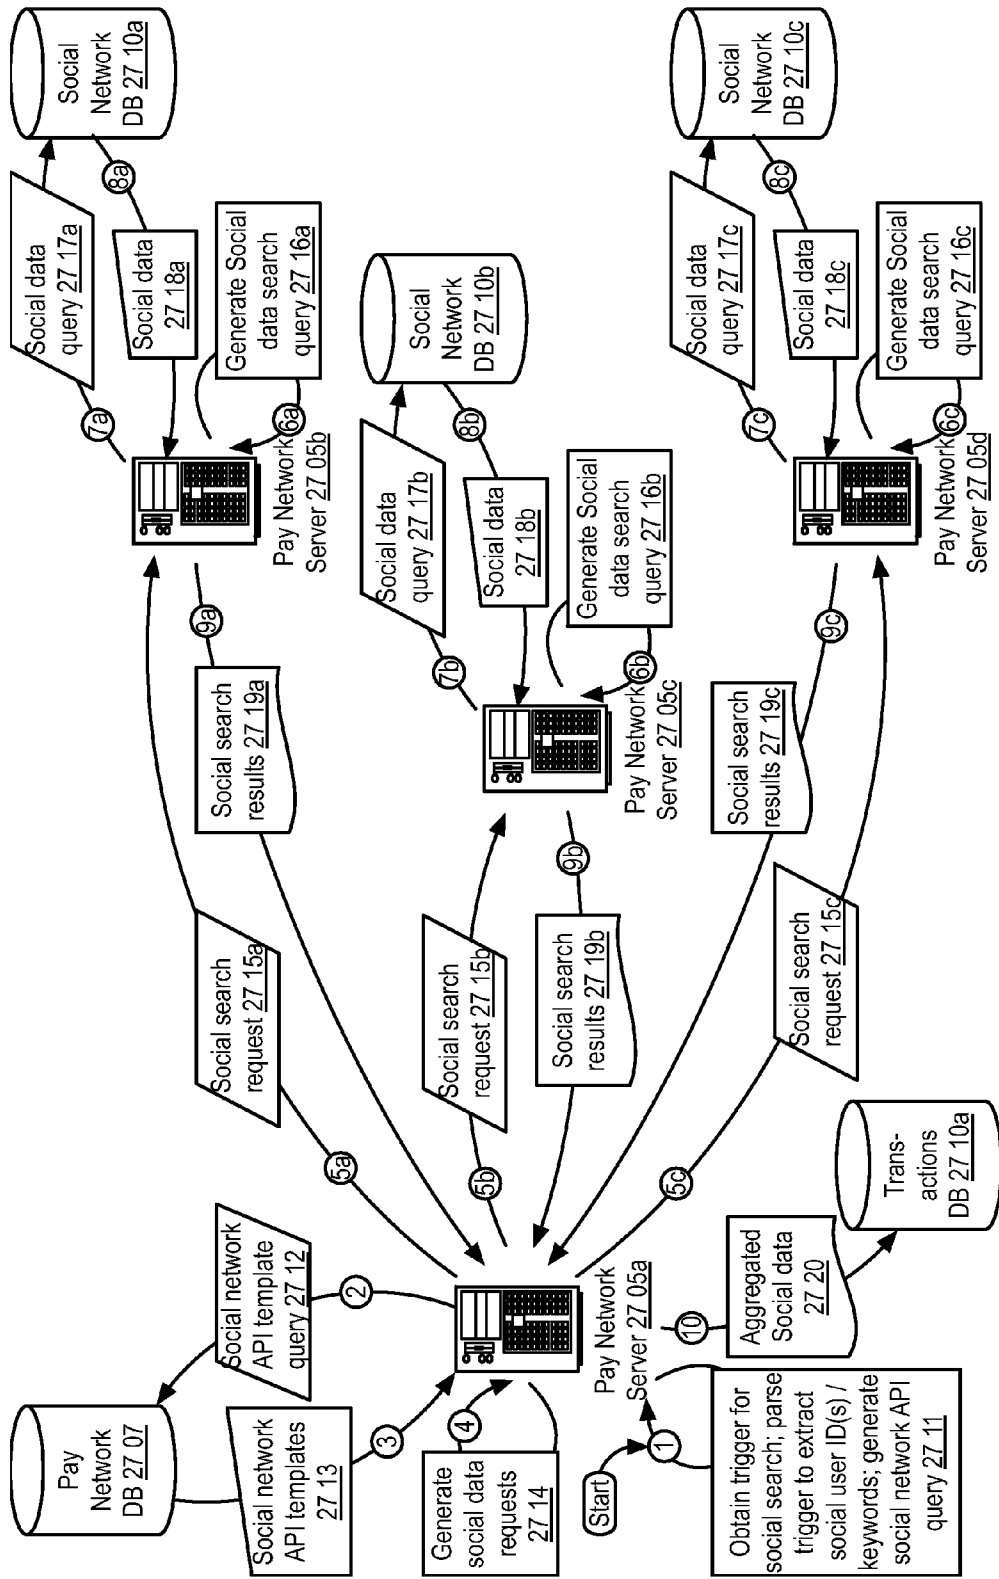 Pay
Network
DB 27 07
Social network
API template
query 27 12
2
Social network
API templates
27 13
3
Generate
social data
requests
27 14
4
Start
1
Obtain trigger for
social search; parse
trigger to extract
social user ID(s) /
keywords; generate
social network API
query 27 11
Pay Network
Server 27 05a
10
Aggregated
Social data
27 20
Trans-
actions
DB 27 10a
5a
Social search
request 27 15a
5b
Social search
request 27 15b
5c
Social search
request 27 15c
Social search
results 27 19a
9a
Social search
results 27 19b
9b
Social search
results 27 19c
9c
Pay Network
Server 27 05b
6a
Generate Social
data search
query 27 16a
7a
Social data
query 27 17a
Social data
27 18a
8a
Social
Network
DB 27 10a
Pay Network
Server 27 05c
6b
Generate Social
data search
query 27 16b
7b
Social data
query 27 17b
Social data
27 18b
8b
Social
Network
DB 27 10b
Pay Network
Server 27 05d
6c
Generate Social
data search
query 27 16c
7c
Social data
query 27 17c
Social data
27 18c
8c
Social
Network
DB 27 10c